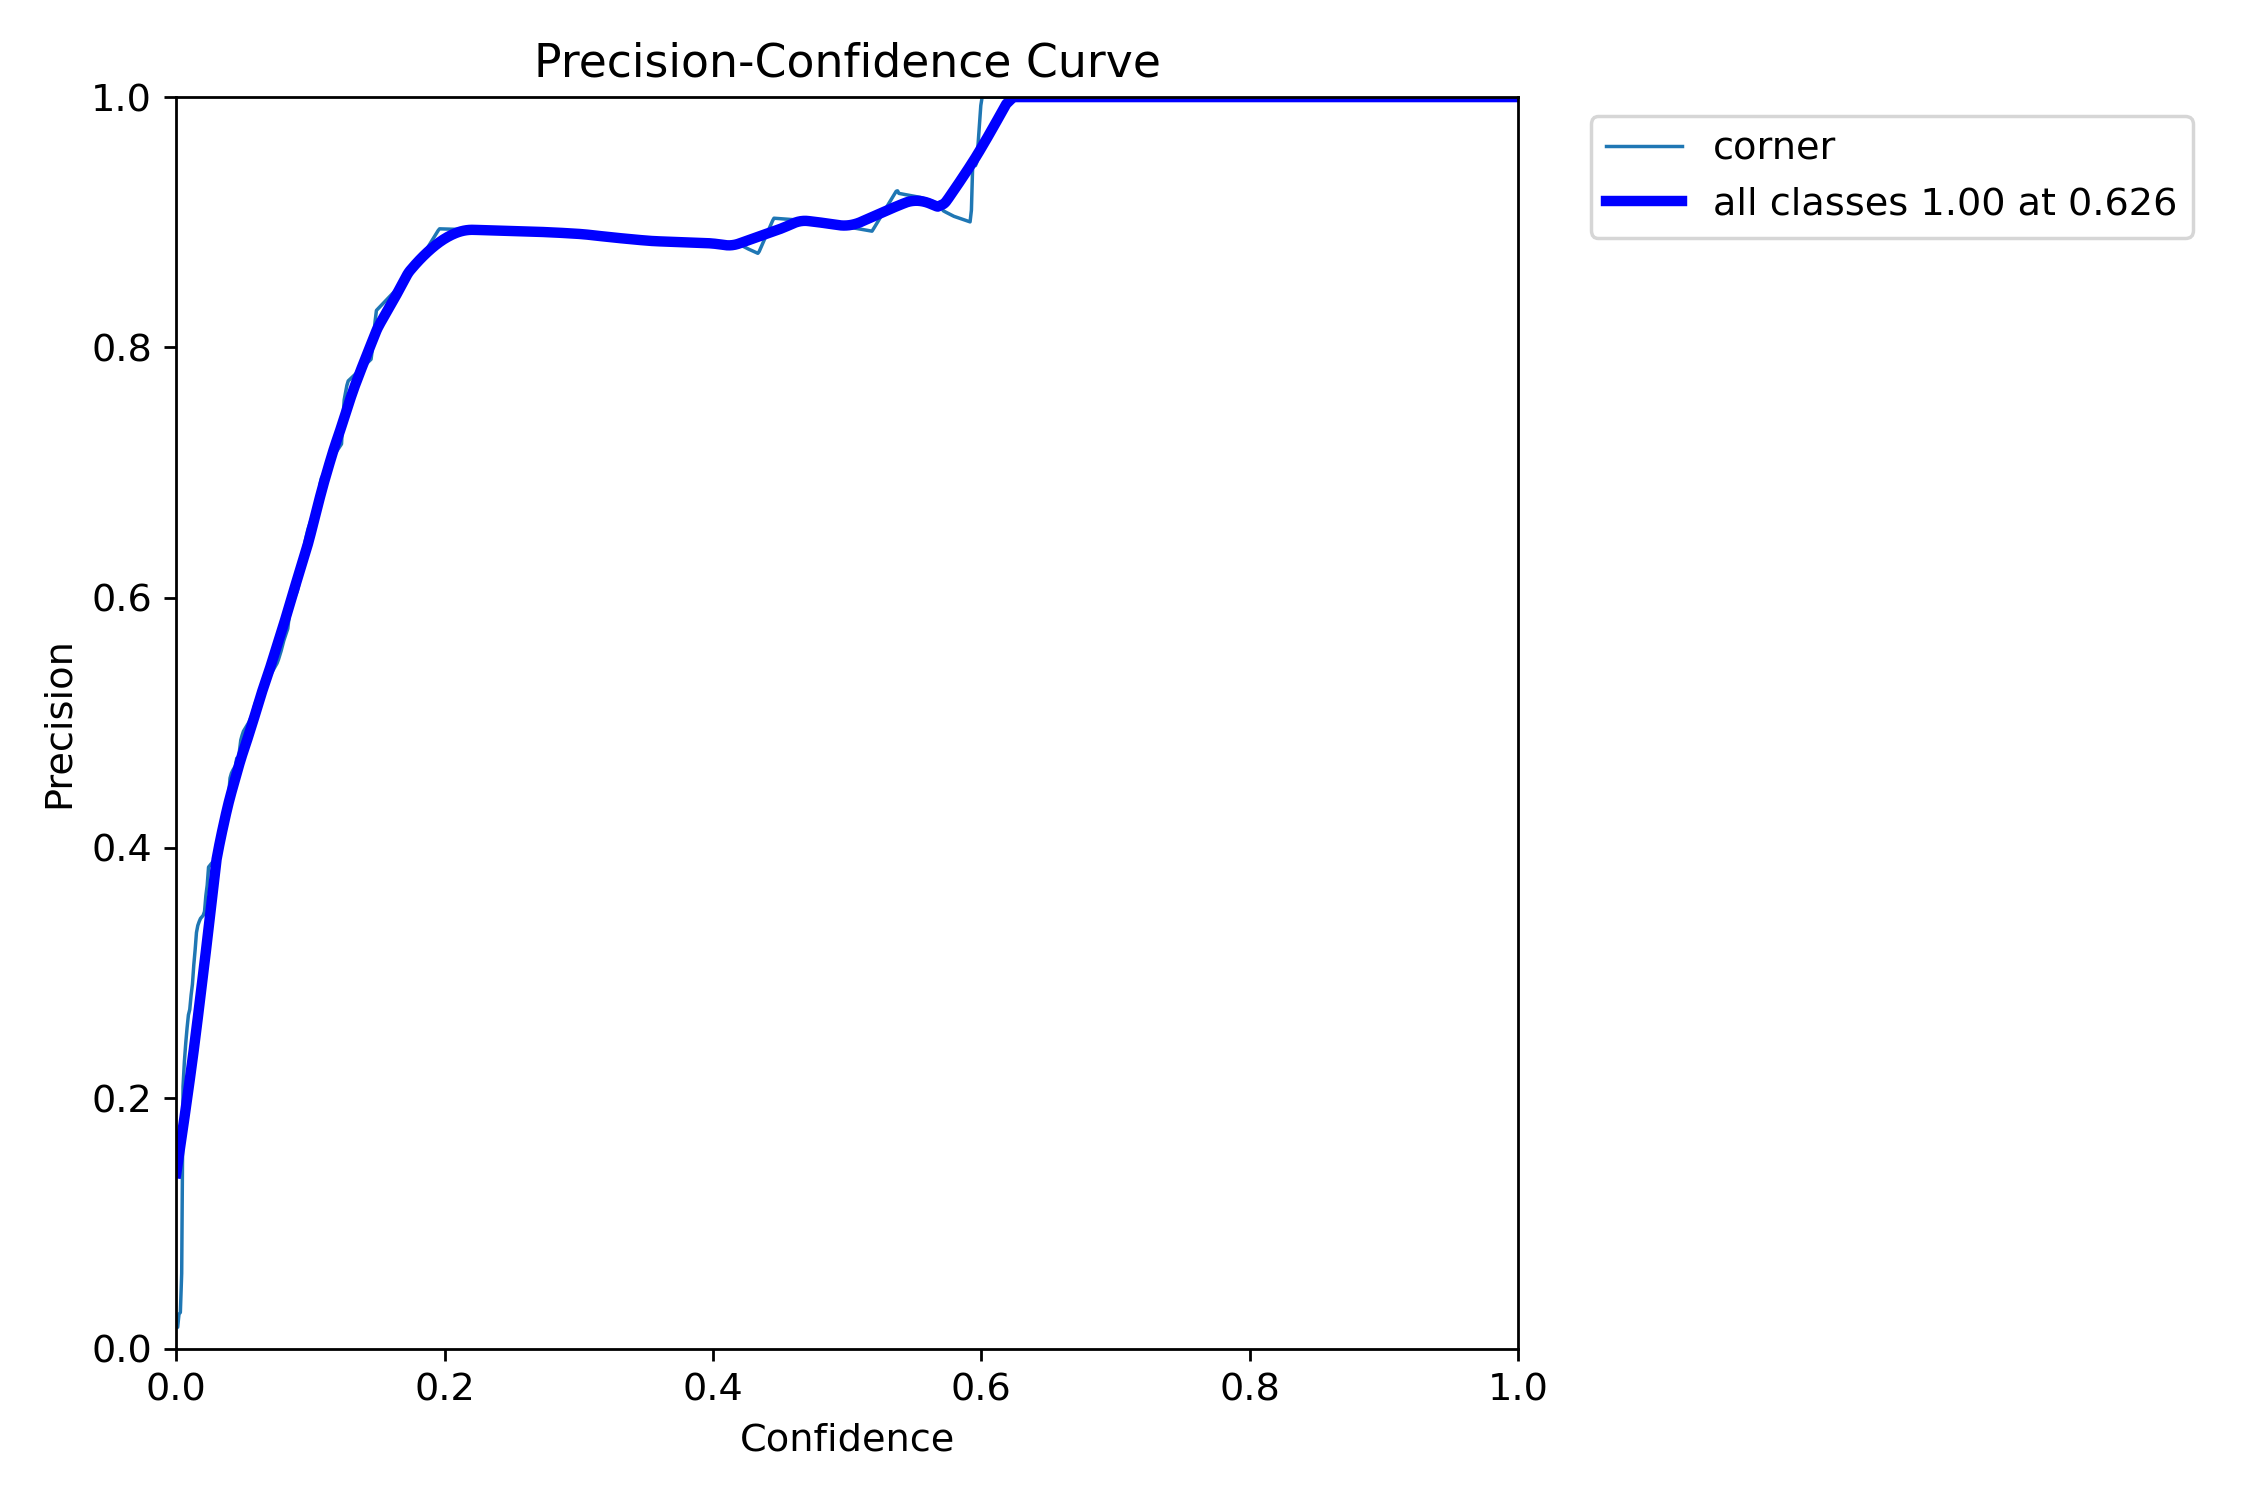 Precision-Confidence Curve
1.0
0.8
0.6
0.4
0.2
0.0
Precision
0.0 0.2 0.4 0.6 0.8 1.0
Confidence
corner
all classes 1.00 at 0.626